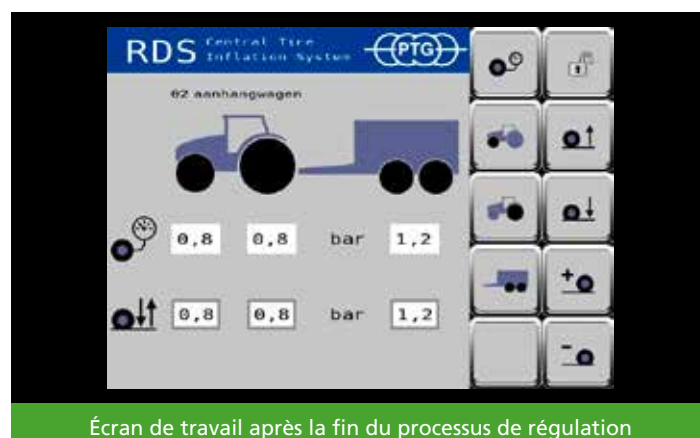 RDS Central Tire
Inflation System
PTG
02 aanhangwagen
0,8 0,8 bar 1,2
0,8 0,8 bar 1,2
+
-
Écran de travail après la fin du processus de régulation